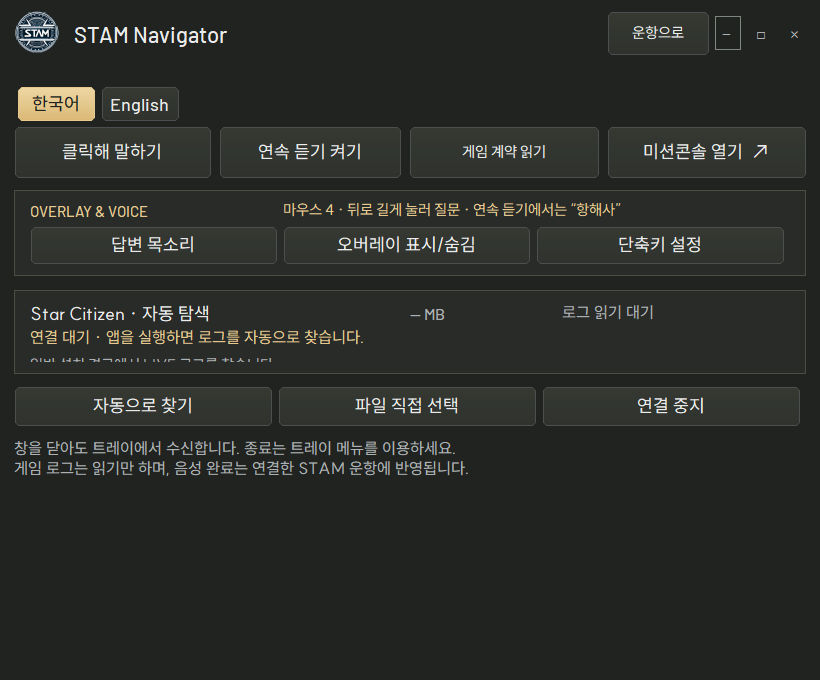 STAM
STAM Navigator
운항으로
한국어
English
클릭해 말하기
연속 듣기 켜기
게임 계약 읽기
미션콘솔 열기 ↗
OVERLAY & VOICE
마우스 4 · 뒤로 길게 눌러 질문 · 연속 듣기에서는 “항해사”
답변 목소리
오버레이 표시/숨김
단축키 설정
Star Citizen · 자동 탐색
— MB
로그 읽기 대기
연결 대기 · 앱을 실행하면 로그를 자동으로 찾습니다.
자동으로 찾기
파일 직접 선택
연결 중지
창을 닫아도 트레이에서 수신합니다. 종료는 트레이 메뉴를 이용하세요.
게임 로그는 읽기만 하며, 음성 완료는 연결한 STAM 운항에 반영됩니다.